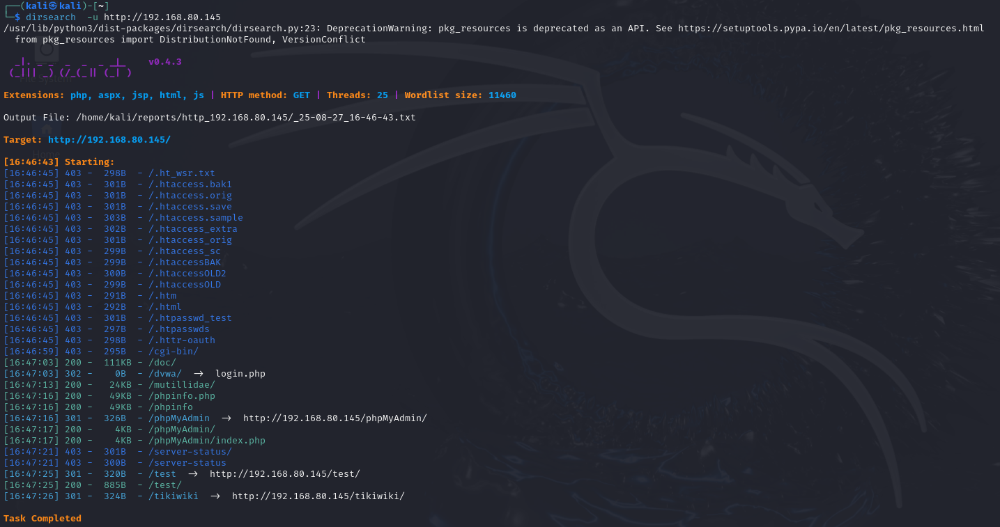 ┌──(kali㉿kali)-[~]
└─$ dirsearch  -u http://192.168.80.145
/usr/lib/python3/dist-packages/dirsearch/dirsearch.py:23: DeprecationWarning: pkg_resources is deprecated as an API. See https://setuptools.pypa.io/en/latest/pkg_resources.html
  from pkg_resources import DistributionNotFound, VersionConflict
  _|. _ _  _  _  _ _|_    v0.4.3
 (_||| _) (/_(_|| (_| )
File System
Extensions: php, aspx, jsp, html, js | HTTP method: GET | Threads: 25 | Wordlist size: 11460
Output File: /home/kali/reports/http_192.168.80.145/_25-08-27_16-46-43.txt
Target: http://192.168.80.145/
Home
[16:46:43] Starting:
[16:46:45] 403 -  298B  - /.ht_wsr.txt
[16:46:45] 403 -  301B  - /.htaccess.bak1
[16:46:45] 403 -  301B  - /.htaccess.orig
[16:46:45] 403 -  301B  - /.htaccess.save
[16:46:45] 403 -  303B  - /.htaccess.sample
[16:46:45] 403 -  302B  - /.htaccess_extra
[16:46:45] 403 -  301B  - /.htaccess_orig
[16:46:45] 403 -  299B  - /.htaccess_sc
[16:46:45] 403 -  299B  - /.htaccessBAK
[16:46:45] 403 -  300B  - /.htaccessOLD2
[16:46:45] 403 -  299B  - /.htaccessOLD
[16:46:45] 403 -  291B  - /.htm
[16:46:45] 403 -  292B  - /.html
[16:46:45] 403 -  301B  - /.htpasswd_test
[16:46:45] 403 -  297B  - /.htpasswds
[16:46:45] 403 -  298B  - /.httr-oauth
[16:46:59] 403 -  295B  - /cgi-bin/
[16:47:03] 200 -  111KB - /doc/
[16:47:03] 302 -    0B  - /dvwa/  ->  login.php
[16:47:13] 200 -   24KB - /mutillidae/
[16:47:16] 200 -   49KB - /phpinfo.php
[16:47:16] 200 -   49KB - /phpinfo
[16:47:16] 301 -  326B  - /phpMyAdmin  ->  http://192.168.80.145/phpMyAdmin/
[16:47:17] 200 -    4KB - /phpMyAdmin/
[16:47:17] 200 -    4KB - /phpMyAdmin/index.php
[16:47:21] 403 -  301B  - /server-status/
[16:47:21] 403 -  300B  - /server-status
[16:47:25] 301 -  320B  - /test  ->  http://192.168.80.145/test/
[16:47:25] 200 -  885B  - /test/
[16:47:26] 301 -  324B  - /tikiwiki  ->  http://192.168.80.145/tikiwiki/
Task Completed